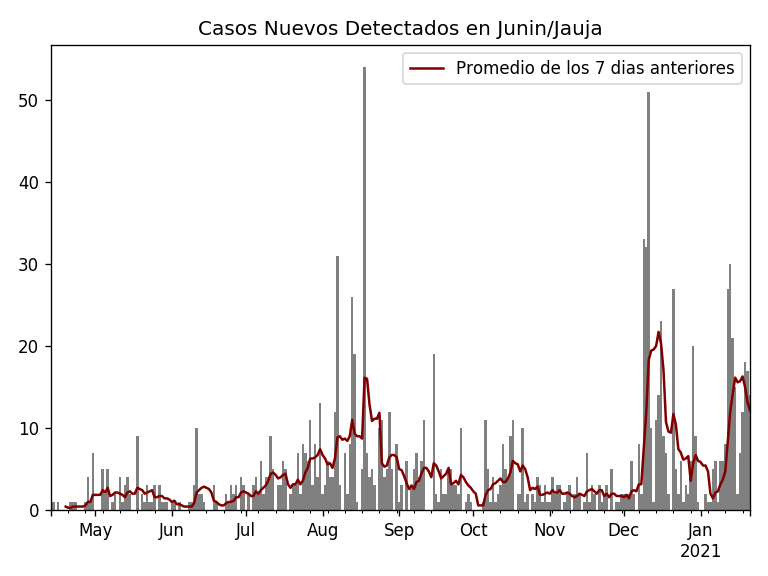 Casos Nuevos Detectados en Junin/Jauja
Promedio de los 7 dias anteriores
50
40
30
20
10
0
May Jun Jul Aug Sep Oct Nov Dec Jan
2021